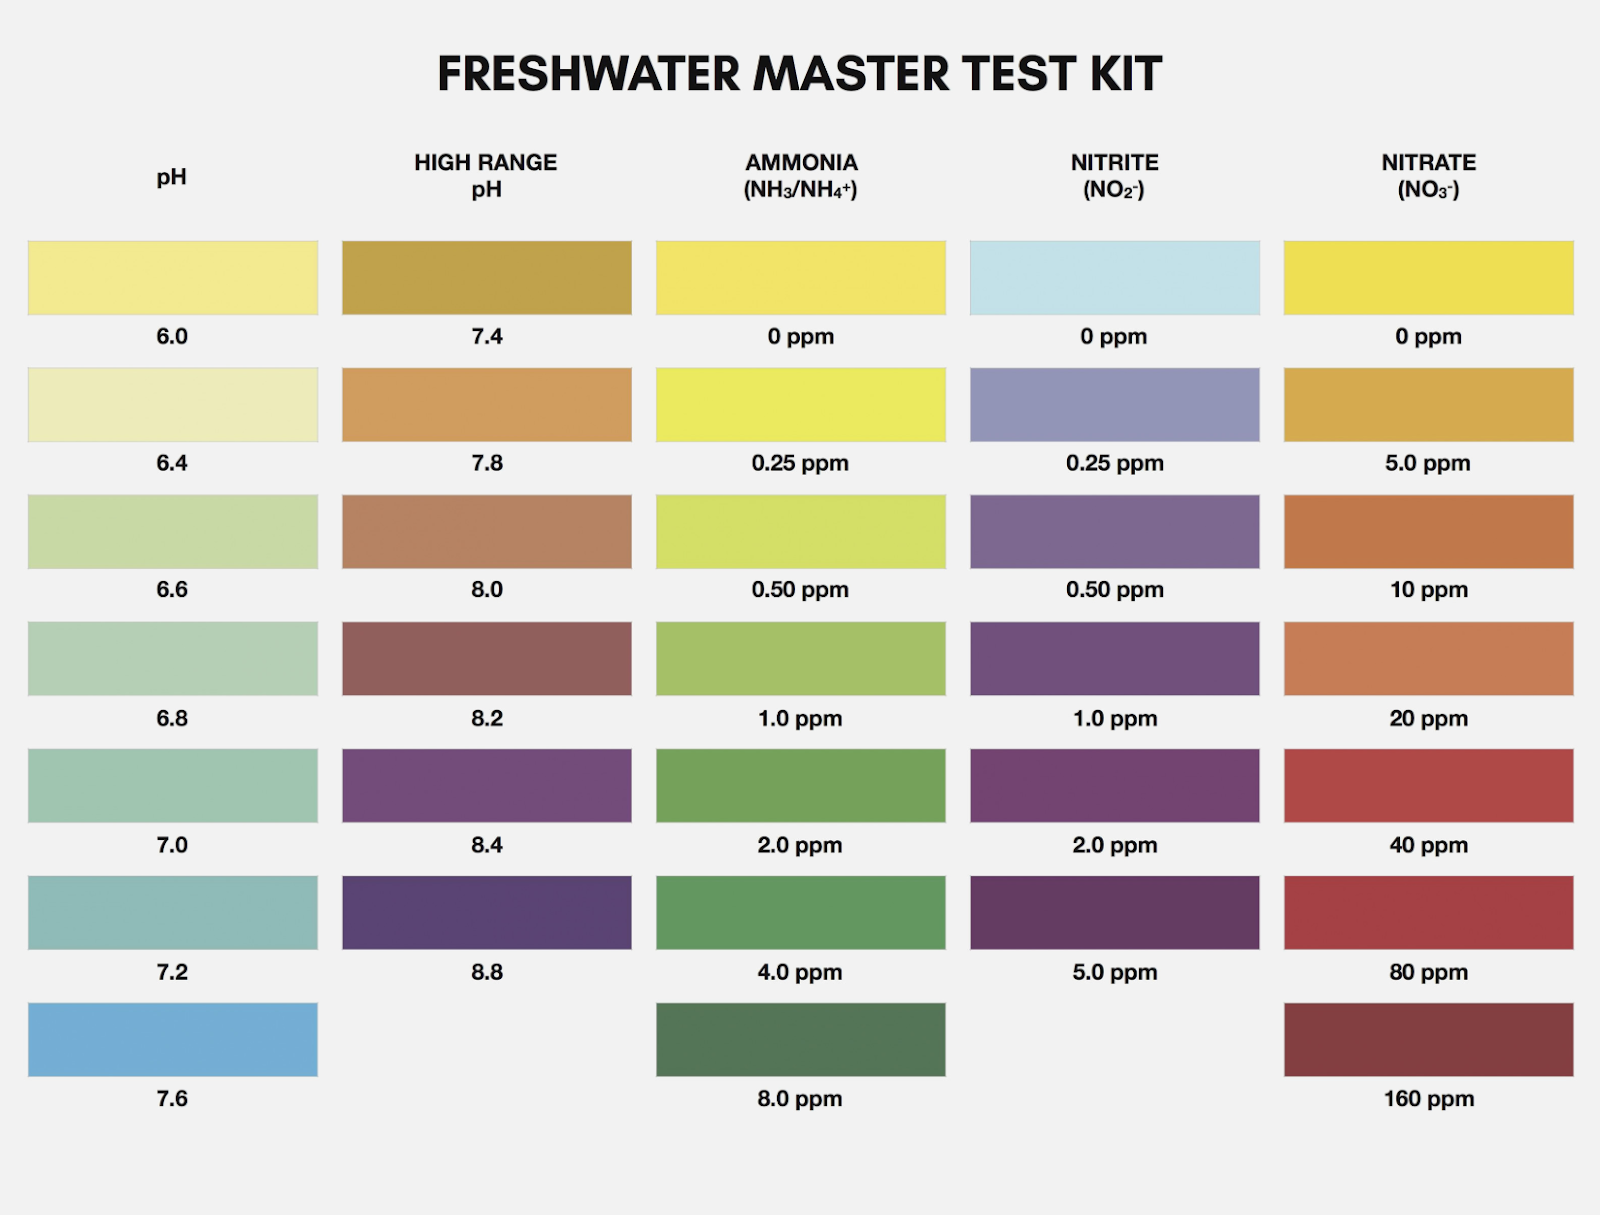 FRESHWATER MASTER TEST KIT
pH
HIGH RANGE
pH
AMMONIA
(NH₃/NH₄⁺)
NITRITE
(NO₂⁻)
NITRATE
(NO₃⁻)
6.0
7.4
0 ppm
0 ppm
0 ppm
6.4
7.8
0.25 ppm
0.25 ppm
5.0 ppm
6.6
8.0
0.50 ppm
0.50 ppm
10 ppm
6.8
8.2
1.0 ppm
1.0 ppm
20 ppm
7.0
8.4
2.0 ppm
2.0 ppm
40 ppm
7.2
8.8
4.0 ppm
5.0 ppm
80 ppm
7.6
8.0 ppm
160 ppm